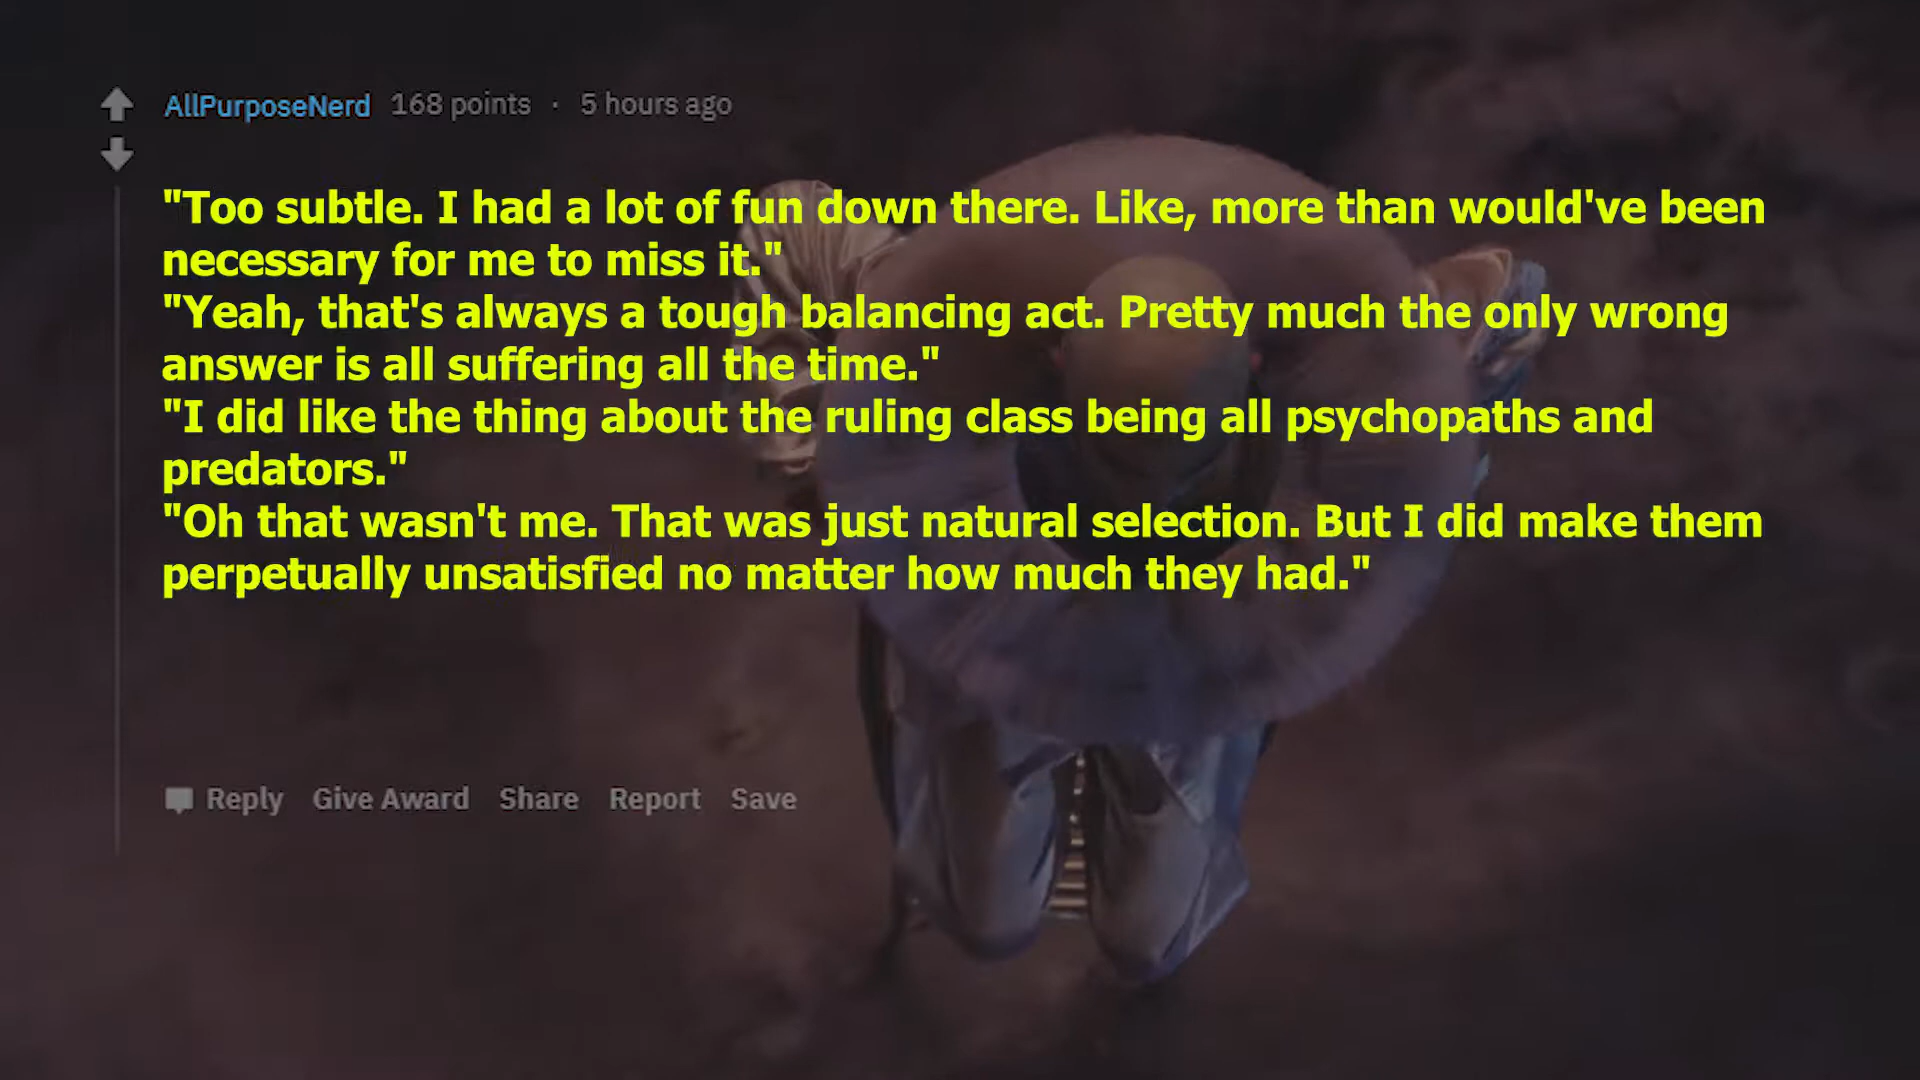 AllPurposeNerd 168 points · 5 hours ago
"Too subtle. I had a lot of fun down there. Like, more than would've been
necessary for me to miss it."
"Yeah, that's always a tough balancing act. Pretty much the only wrong
answer is all suffering all the time."
"I did like the thing about the ruling class being all psychopaths and
predators."
"Oh that wasn't me. That was just natural selection. But I did make them
perpetually unsatisfied no matter how much they had."
Reply Give Award Share Report Save